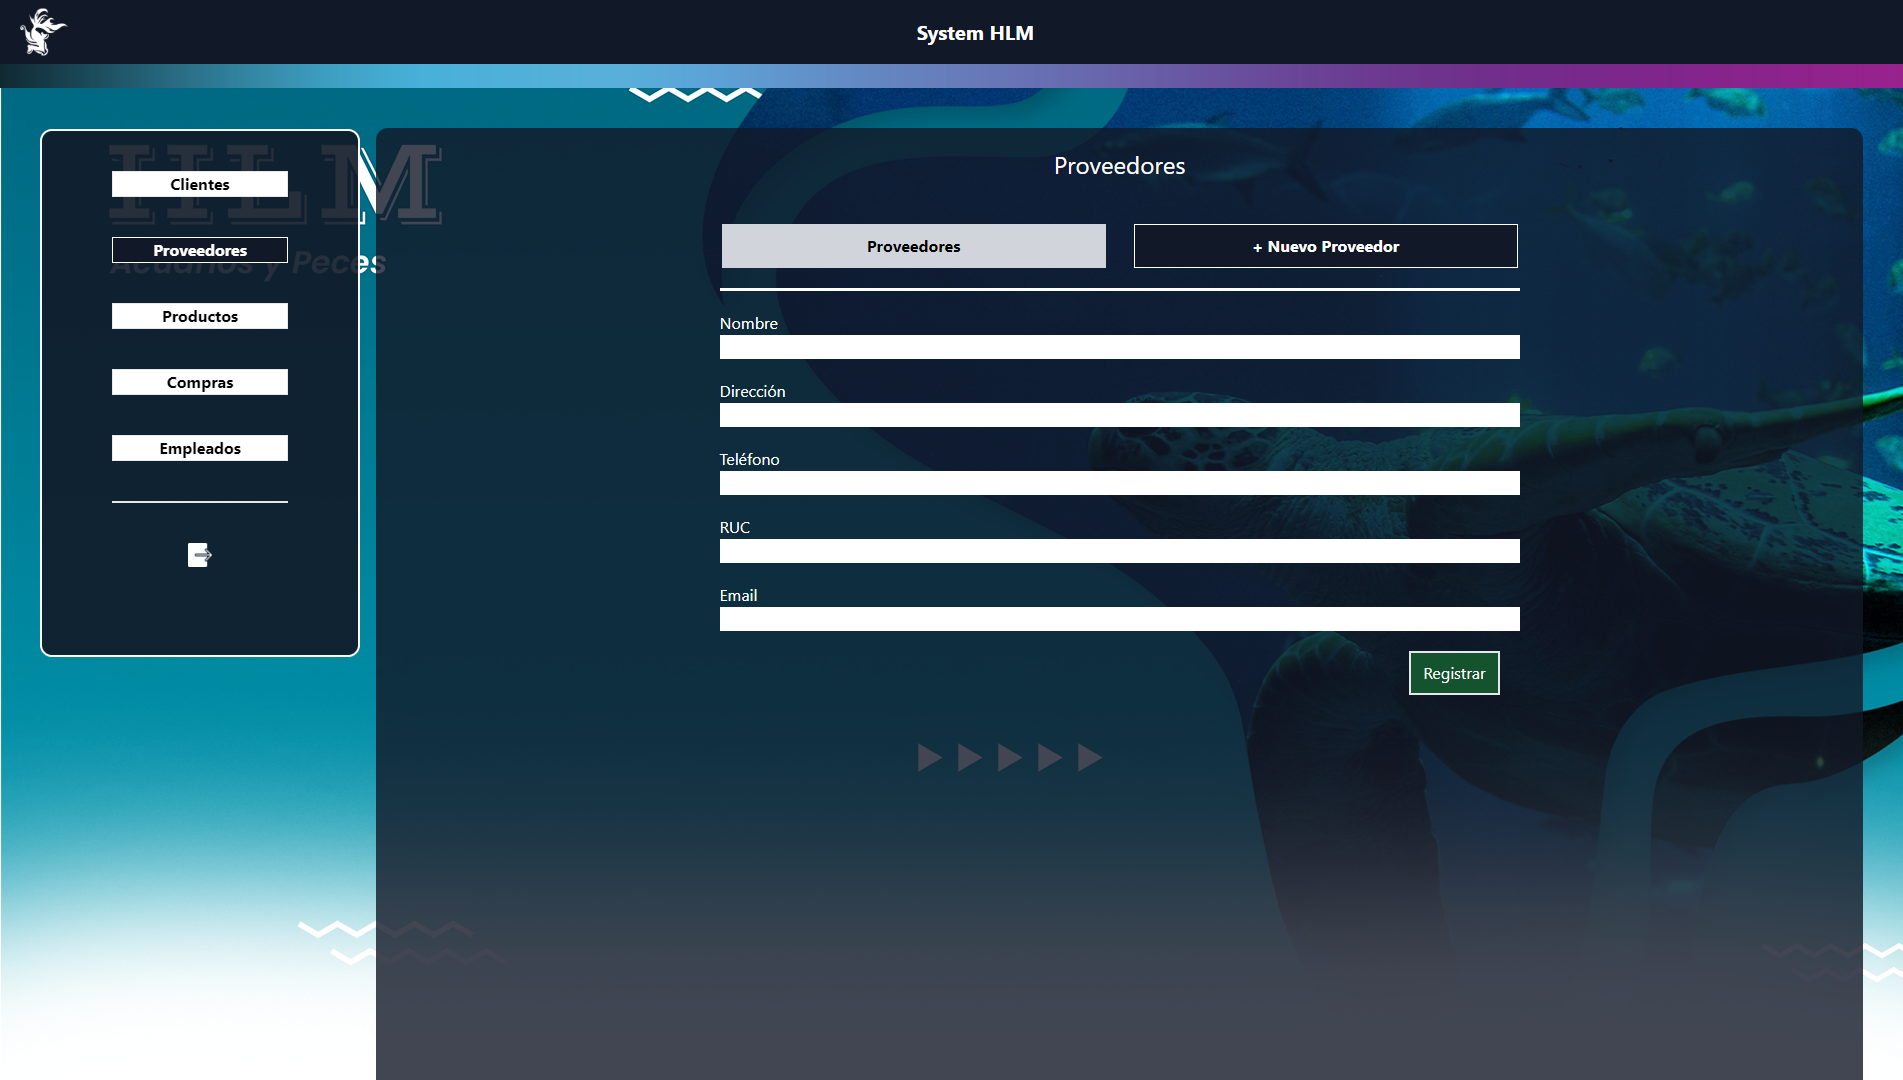 System HLM
HLM
Acuarios y Peces
Clientes
Proveedores
Productos
Compras
Empleados
Proveedores
Proveedores
+ Nuevo Proveedor
Nombre
Dirección
Teléfono
RUC
Email
Registrar